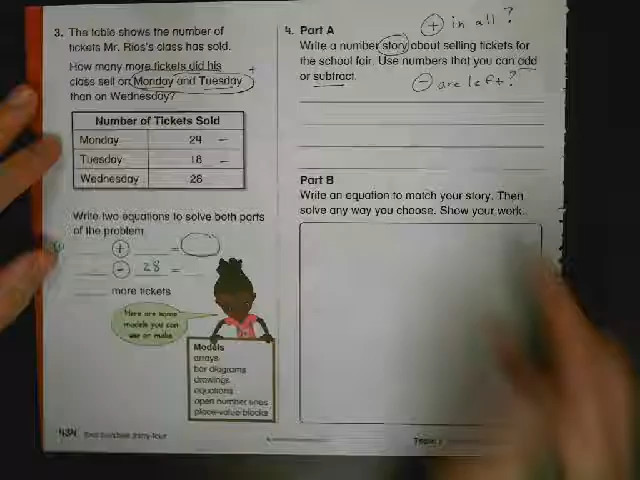 3. The table shows the number of
tickets Mr. Rios's class has sold.
How many more tickets did his
+
class sell on Monday and Tuesday
than on Wednesday?
Number of Tickets Sold
Monday 24 –
Tuesday 18 –
Wednesday 28
Write two equations to solve both parts
of the problem
+ =
– 28 =
more tickets
Here are some
models you can
use or make
Models
arrays
bar diagrams
drawings
equations
open number lines
place-value blocks
434
4. Part A
+ in all?
Write a number story about selling tickets for
the school fair. Use numbers that you can add
or subtract.
– are left?
Part B
Write an equation to match your story. Then
solve any way you choose. Show your work.
Topic